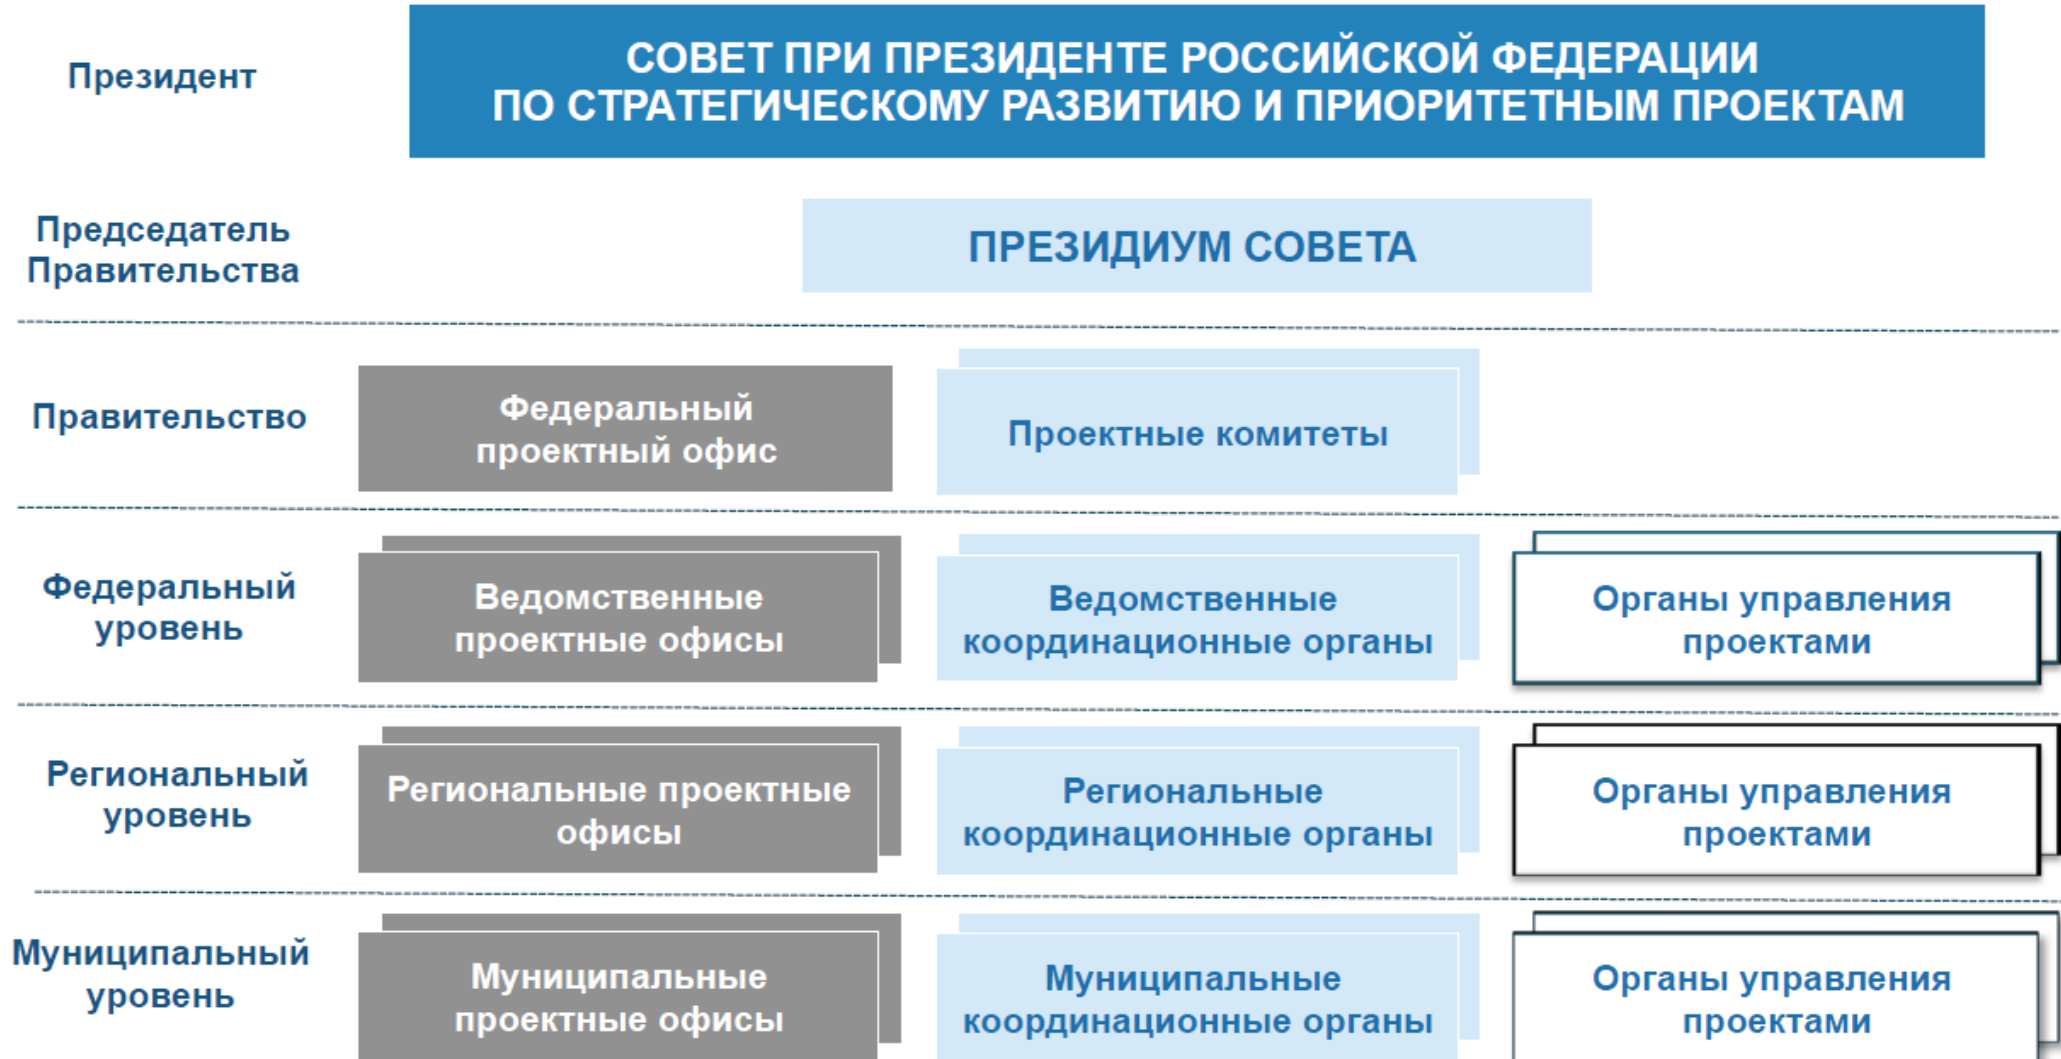 Президент
СОВЕТ ПРИ ПРЕЗИДЕНТЕ РОССИЙСКОЙ ФЕДЕРАЦИИ
ПО СТРАТЕГИЧЕСКОМУ РАЗВИТИЮ И ПРИОРИТЕТНЫМ ПРОЕКТАМ
Председатель
Правительства
ПРЕЗИДИУМ СОВЕТА
Правительство
Федеральный
проектный офис
Проектные комитеты
Федеральный
уровень
Ведомственные
проектные офисы
Ведомственные
координационные органы
Органы управления
проектами
Региональный
уровень
Региональные проектные
офисы
Региональные
координационные органы
Органы управления
проектами
Муниципальный
уровень
Муниципальные
проектные офисы
Муниципальные
координационные органы
Органы управления
проектами